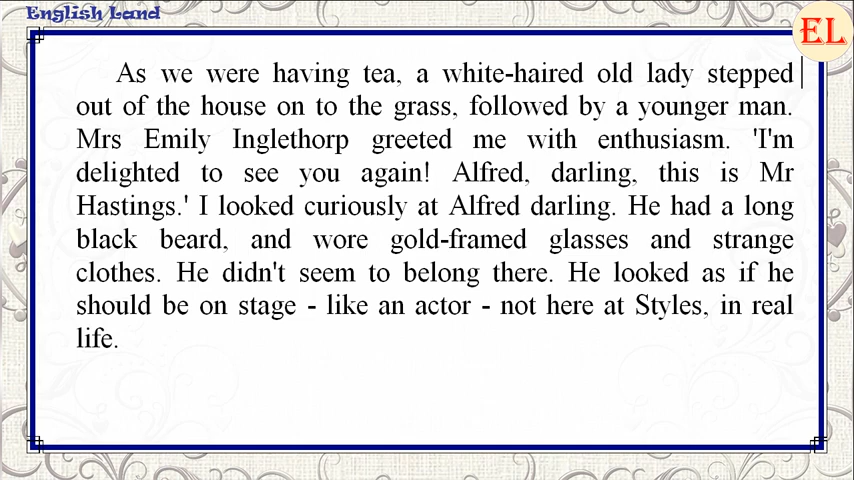 English Land
EL
As we were having tea, a white-haired old lady stepped
out of the house on to the grass, followed by a younger man.
Mrs Emily Inglethorp greeted me with enthusiasm. 'I'm
delighted to see you again! Alfred, darling, this is Mr
Hastings.' I looked curiously at Alfred darling. He had a long
black beard, and wore gold-framed glasses and strange
clothes. He didn't seem to belong there. He looked as if he
should be on stage - like an actor - not here at Styles, in real
life.